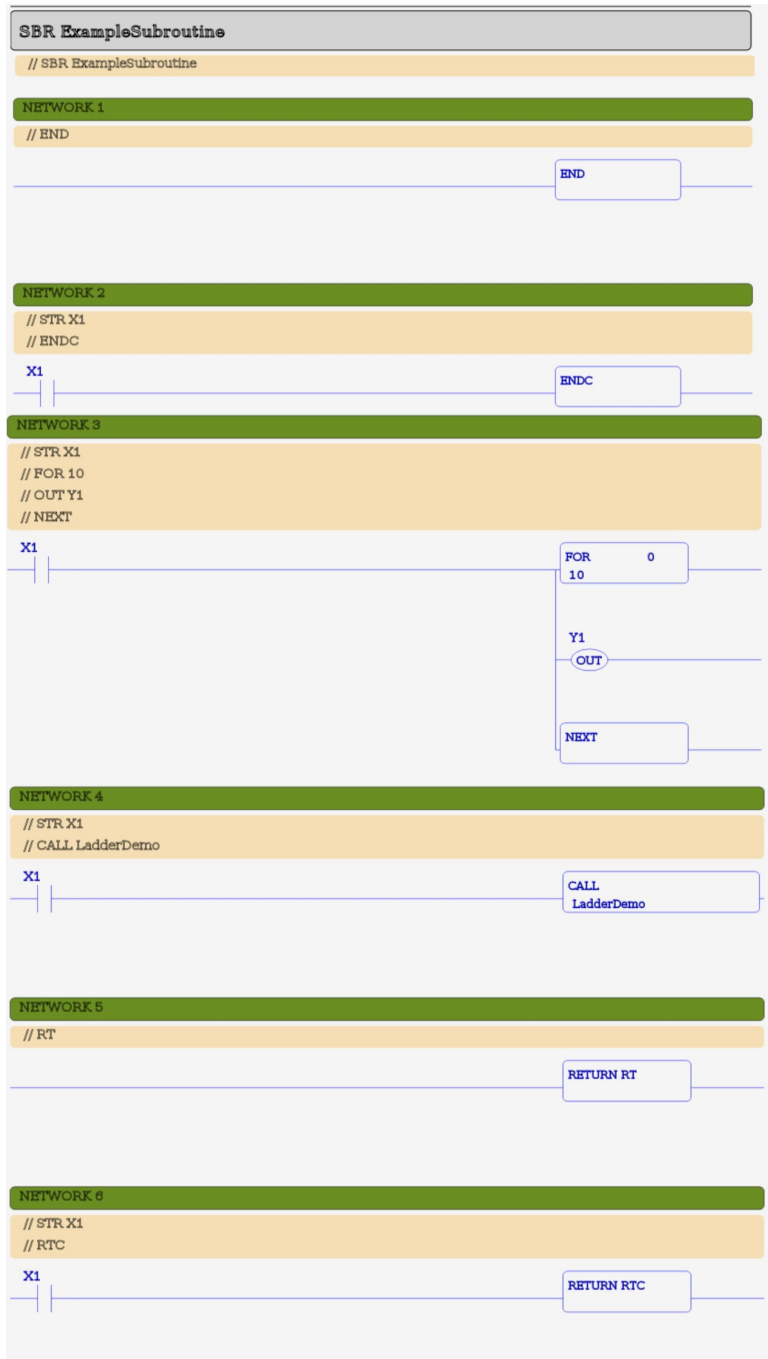 SBR ExampleSubroutine
// SBR ExampleSubroutine
NETWORK 1
// END
END
NETWORK 2
// STR X1
// ENDC
X1
ENDC
NETWORK 3
// STR X1
// FOR 10
// OUT Y1
// NEXT
X1
FOR 0
10
Y1
OUT
NEXT
NETWORK 4
// STR X1
// CALL LadderDemo
X1
CALL
LadderDemo
NETWORK 5
// RT
RETURN RT
NETWORK 6
// STR X1
// RTC
X1
RETURN RTC